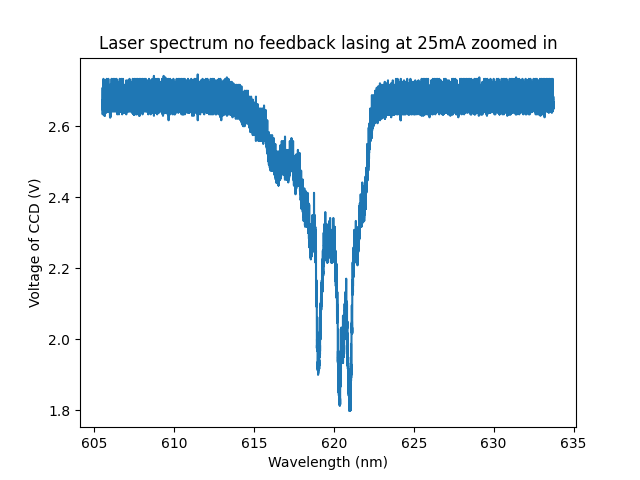 Laser spectrum no feedback lasing at 25mA zoomed in
2.6
2.4
2.2
2.0
1.8
Voltage of CCD (V)
605 610 615 620 625 630 635
Wavelength (nm)